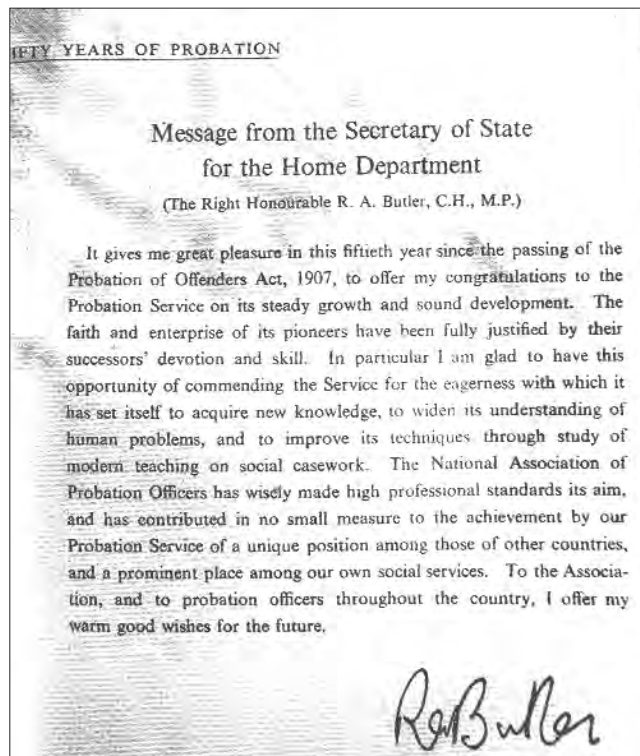 IFTY YEARS OF PROBATION
Message from the Secretary of State
for the Home Department
(The Right Honourable R. A. Butler, C.H., M.P.)
It gives me great pleasure in this fiftieth year since the passing of the
Probation of Offenders Act, 1907, to offer my congratulations to the
Probation Service on its steady growth and sound development. The
faith and enterprise of its pioneers have been fully justified by their
successors' devotion and skill. In particular I am glad to have this
opportunity of commending the Service for the eagerness with which it
has set itself to acquire new knowledge, to widen its understanding of
human problems, and to improve its techniques through study of
modern teaching on social casework. The National Association of
Probation Officers has wisely made high professional standards its aim,
and has contributed in no small measure to the achievement by our
Probation Service of a unique position among those of other countries,
and a prominent place among our own social services. To the Associa-
tion, and to probation officers throughout the country, I offer my
warm good wishes for the future.
RABubler